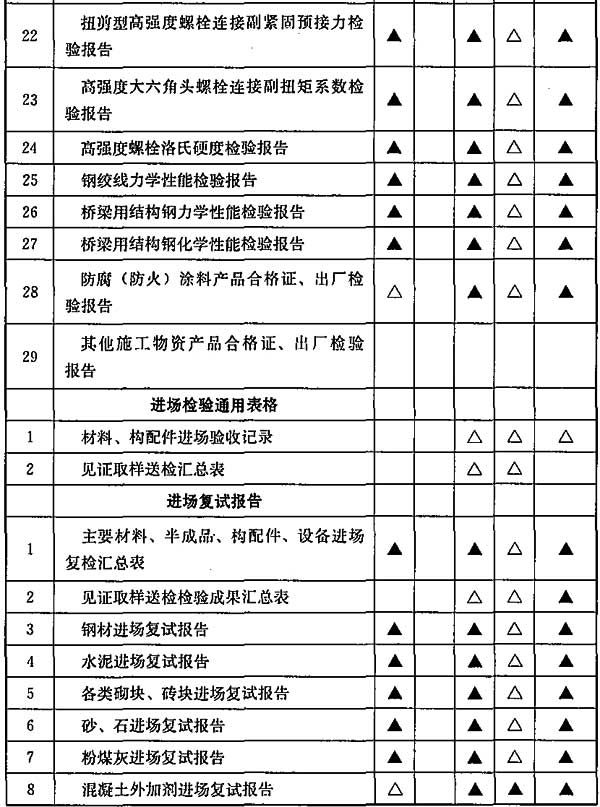 22 扭剪型高强度螺栓连接副紧固预接力检 ▲ ▲ △ ▲
验报告
23 高强度大六角头螺栓连接副扭矩系数检 ▲ ▲ △ ▲
验报告
24 高强度螺栓洛氏硬度检验报告 ▲ ▲ △ ▲
25 钢绞线力学性能检验报告 ▲ ▲ △ ▲
26 桥梁用结构钢力学性能检验报告 ▲ ▲ △ ▲
27 桥梁用结构钢化学性能检验报告 ▲ ▲ △ ▲
28 防腐（防火）涂料产品合格证、出厂检 △ ▲ △ ▲
验报告
29 其他施工物资产品合格证、出厂检验
报告
进场检验通用表格
1 材料、构配件进场验收记录 △ △ △
2 见证取样送检汇总表 △ △
进场复试报告
1 主要材料、半成品、构配件、设备进场 ▲ ▲ △ ▲
复检汇总表
2 见证取样送检检验成果汇总表 △ △ ▲
3 钢材进场复试报告 ▲ ▲ △ ▲
4 水泥进场复试报告 ▲ ▲ △ ▲
5 各类砌块、砖块进场复试报告 ▲ ▲ △ ▲
6 砂、石进场复试报告 ▲ ▲ △ ▲
7 粉煤灰进场复试报告 ▲ ▲ △ ▲
8 混凝土外加剂进场复试报告 △ ▲ ▲ ▲